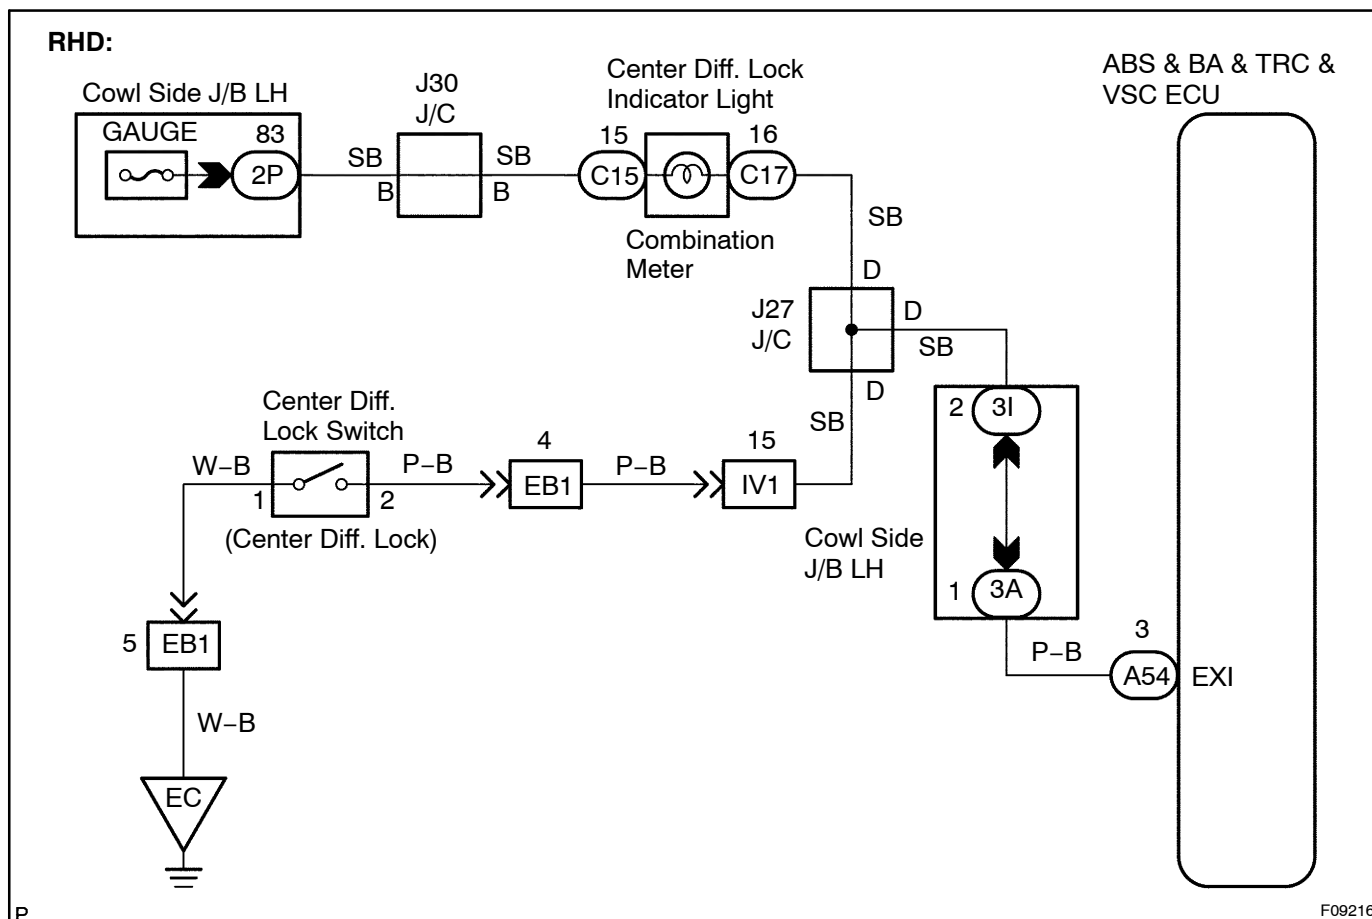 RHD:
Cowl Side J/B LH
GAUGE
83
2P
SB
B
J30
J/C
SB
B
Center Diff. Lock
Indicator Light
15
C15
16
C17
Combination
Meter
SB
D
J27
J/C
D
SB
D
SB
ABS & BA & TRC &
VSC ECU
Center Diff.
Lock Switch
W−B
1
2
P−B
(Center Diff. Lock)
4
EB1
P−B
15
IV1
2
3I
Cowl Side
J/B LH
1
3A
P−B
3
A54
EXI
5
EB1
W−B
EC
P
F09216